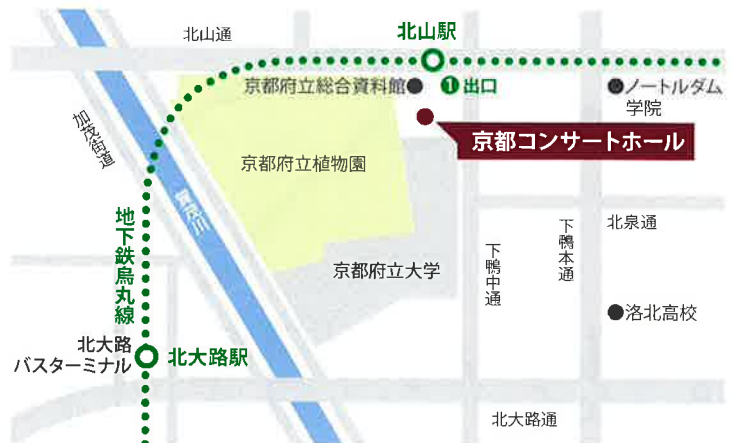 北山通
北山駅
京都府立総合資料館
1出口
ノートルダム
学院
京都コンサートホール
加茂街道
京都府立植物園
賀茂川
地下鉄烏丸線
京都府立大学
下鴨中通
下鴨本通
北泉通
洛北高校
北大路
バスターミナル
北大路駅
北大路通